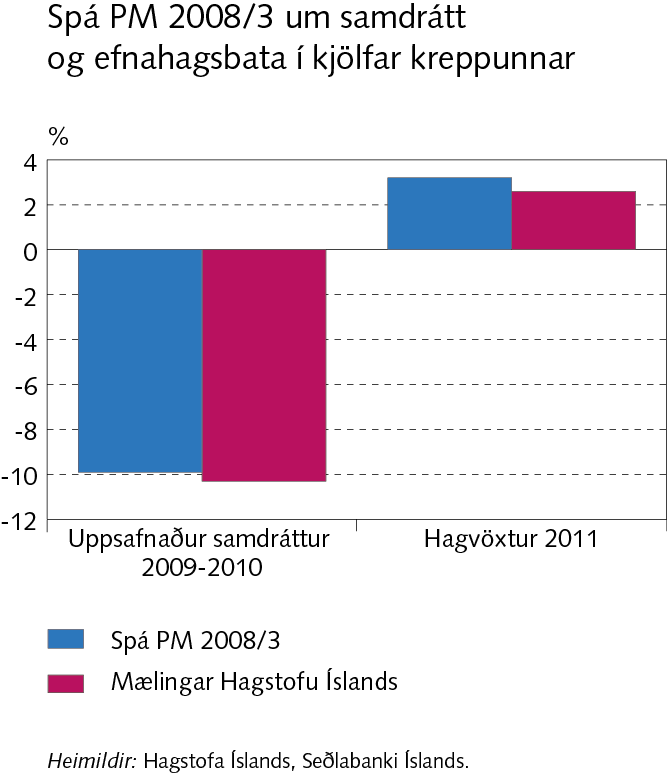 Spá PM 2008/3 um samdrátt
og efnahagsbata í kjölfar kreppunnar
%
4
2
0
-2
-4
-6
-8
-10
-12
Uppsafnaður samdráttur
2009-2010
Hagvöxtur 2011
Spá PM 2008/3
Mælingar Hagstofu Íslands
Heimildir: Hagstofa Íslands, Seðlabanki Íslands.